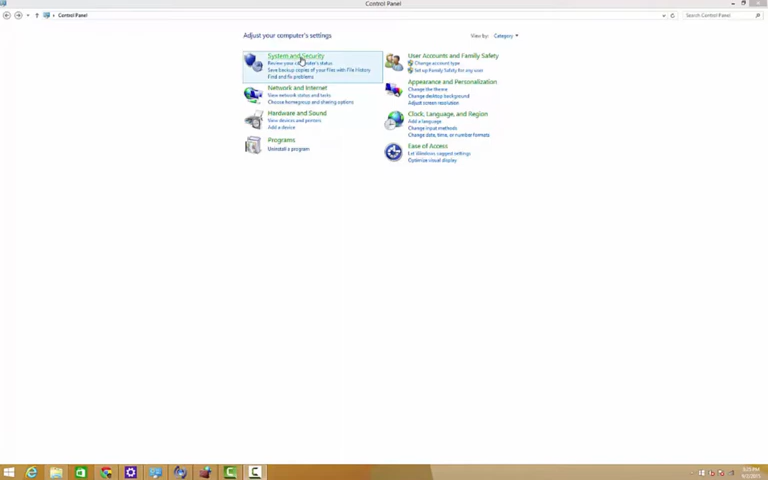 Control Panel
Control Panel
Search Control Panel
Adjust your computer's settings
View by: Category
System and Security
Review your computer's status
Save backup copies of your files with File History
Find and fix problems
Network and Internet
View network status and tasks
Choose homegroup and sharing options
Hardware and Sound
View devices and printers
Add a device
Programs
Uninstall a program
User Accounts and Family Safety
Change account type
Set up Family Safety for any user
Appearance and Personalization
Change the theme
Change desktop background
Adjust screen resolution
Clock, Language, and Region
Add a language
Change input methods
Change date, time, or number formats
Ease of Access
Let Windows suggest settings
Optimize visual display